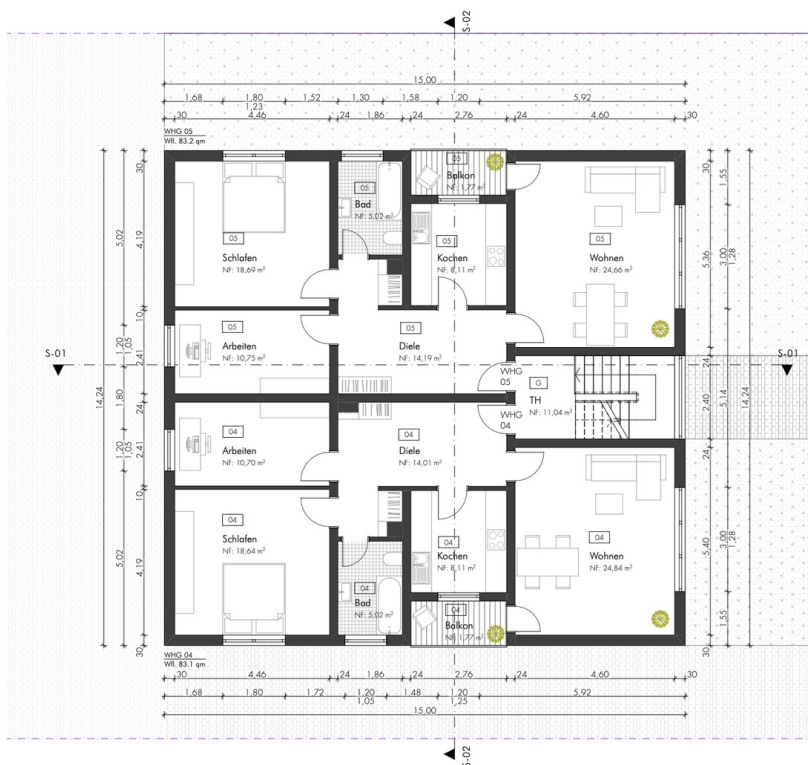 S-02
15,00
1,68 1,80 1,52 1,30 1,58 1,20 5,92
1,23
30 4,46 24 1,86 24 2,76 24 4,60 30
WHG 05
Wfl. 83.2 qm
30
5,02
4,19
10
1,20
1,05
2,41
14,24
1,80
24
1,20
1,05
2,41
10
5,02
4,19
30
05
Schlafen
NF: 18,69 m²
05
Bad
NF: 5,02 m²
05
Balkon
NF: 1,77 m²
05
Kochen
NF: 8,11 m²
05
Wohnen
NF: 24,66 m²
05
Arbeiten
NF: 10,75 m²
05
Diele
NF: 14,19 m²
S-01
S-01
WHG
05
G
TH
NF: 11,04 m²
WHG
04
04
Arbeiten
NF: 10,70 m²
04
Diele
NF: 14,01 m²
04
Schlafen
NF: 18,64 m²
04
Kochen
NF: 8,11 m²
04
Wohnen
NF: 24,84 m²
04
Bad
NF: 5,02 m²
04
Balkon
NF: 1,77 m²
30
1,55
5,36
3,00
1,28
24
2,40
5,14
14,24
24
5,40
3,00
1,28
1,55
30
WHG 04
Wfl. 83.1 qm
30 4,46 24 1,86 24 2,76 24 4,60 30
1,68 1,80 1,72 1,20 1,48 1,20 5,92
1,05 1,25
15,00
S-02